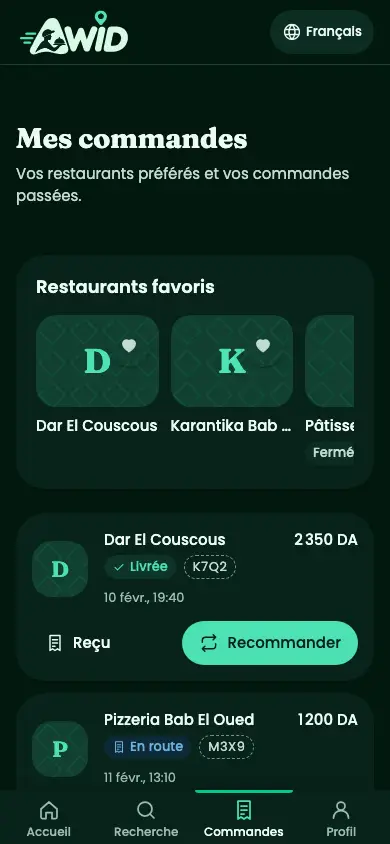 AWID
Français
Mes commandes
Vos restaurants préférés et vos commandes
passées.
Restaurants favoris
D
K
Dar El Couscous
Karantika Bab ...
Pâtisse
Fermé
Dar El Couscous
2 350 DA
D
Livrée
K7Q2
10 févr., 19:40
Reçu
Recommander
Pizzeria Bab El Oued
1 200 DA
P
En route
M3X9
11 févr., 13:10
Accueil
Recherche
Commandes
Profil